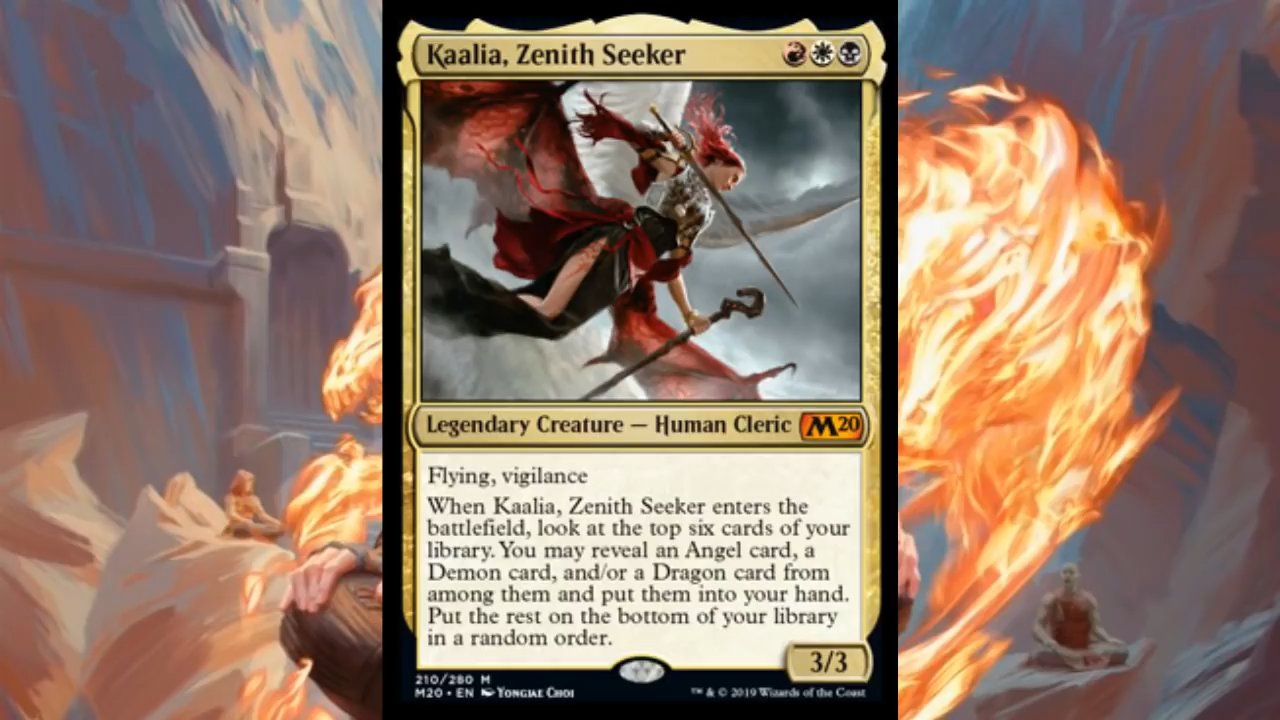 Kaalia, Zenith Seeker
Legendary Creature — Human Cleric M20
Flying, vigilance
When Kaalia, Zenith Seeker enters the
battlefield, look at the top six cards of your
library. You may reveal an Angel card, a
Demon card, and/or a Dragon card from
among them and put them into your hand.
Put the rest on the bottom of your library
in a random order.
3/3
210/280 M
M20 • EN Yongjae Choi
™ & © 2019 Wizards of the Coast